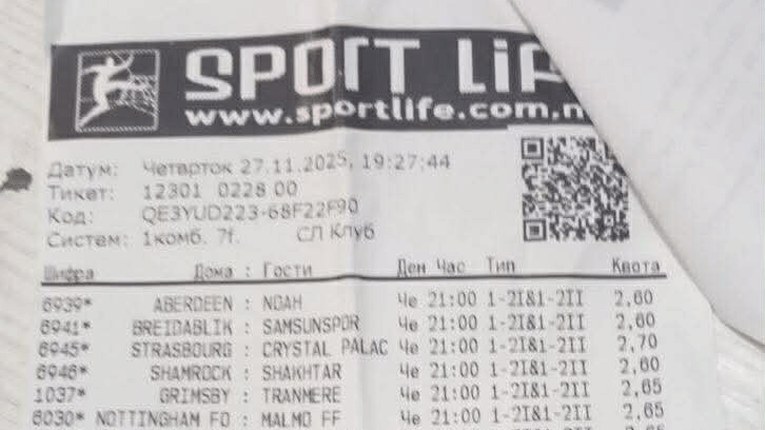 SPORT LIF
www.sportlife.com.m
Датум: Четврток 27.11.2025, 19:27:44
Тикет: 12301 0228 00
Код: QE3YUD223-68F22F90
Систем: 1комб. 7f. СЛ Клуб
Шифра Дома : Гости Ден Час Тип Квота
6939* ABERDEEN : NOAH Че 21:00 1-2I&1-2II 2,60
6941* BREIDABLIK : SAMSUNSPOR Че 21:00 1-2I&1-2II 2,60
6945* STRASBOURG : CRYSTAL PALAC Че 21:00 1-2I&1-2II 2,70
6946* SHAMROCK : SHAKHTAR Че 21:00 1-2I&1-2II 2,60
1037* GRIMSBY : TRANMERE Че 21:00 1-2I&1-2II 2,65
6030* NOTTINGHAM FO : MALMO FF Че 21:00 1-2I&1-2II 2,65